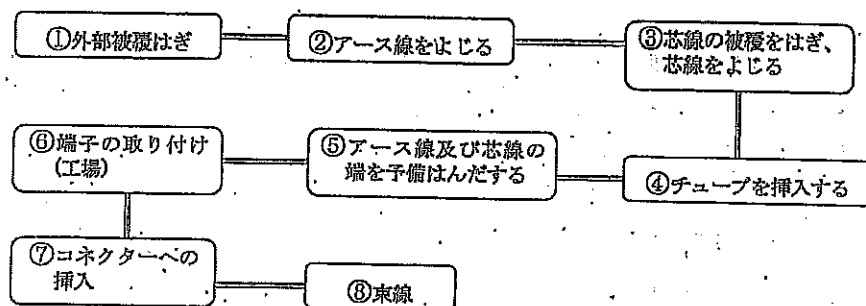 ①外部被覆はぎ
②アース線をよじる
③芯線の被覆をはぎ、
芯線をよじる
④チューブを挿入する
⑤アース線及び芯線の
端を予備はんだする
⑥端子の取り付け
(工場)
⑦コネクターへの
挿入
⑧束線